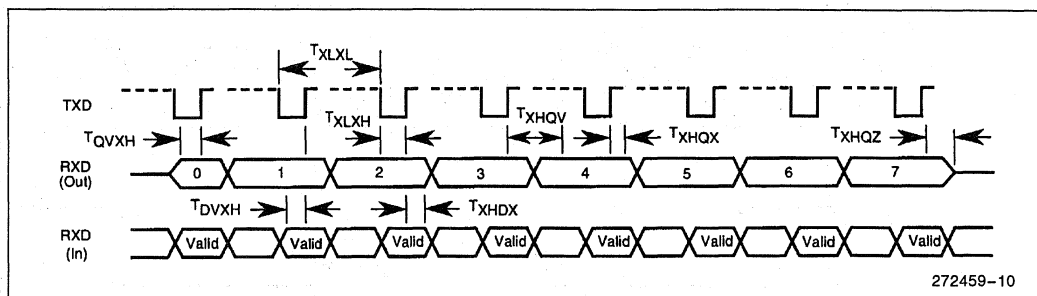 TXLXL
TXD
TXLXH
TXHQV
TQVXH
TXHQX
TXHQZ
RXD
(Out)
0 1 2 3 4 5 6 7
TDVXH
TXHDX
RXD
(In)
Valid Valid Valid Valid Valid Valid Valid Valid
272459-10